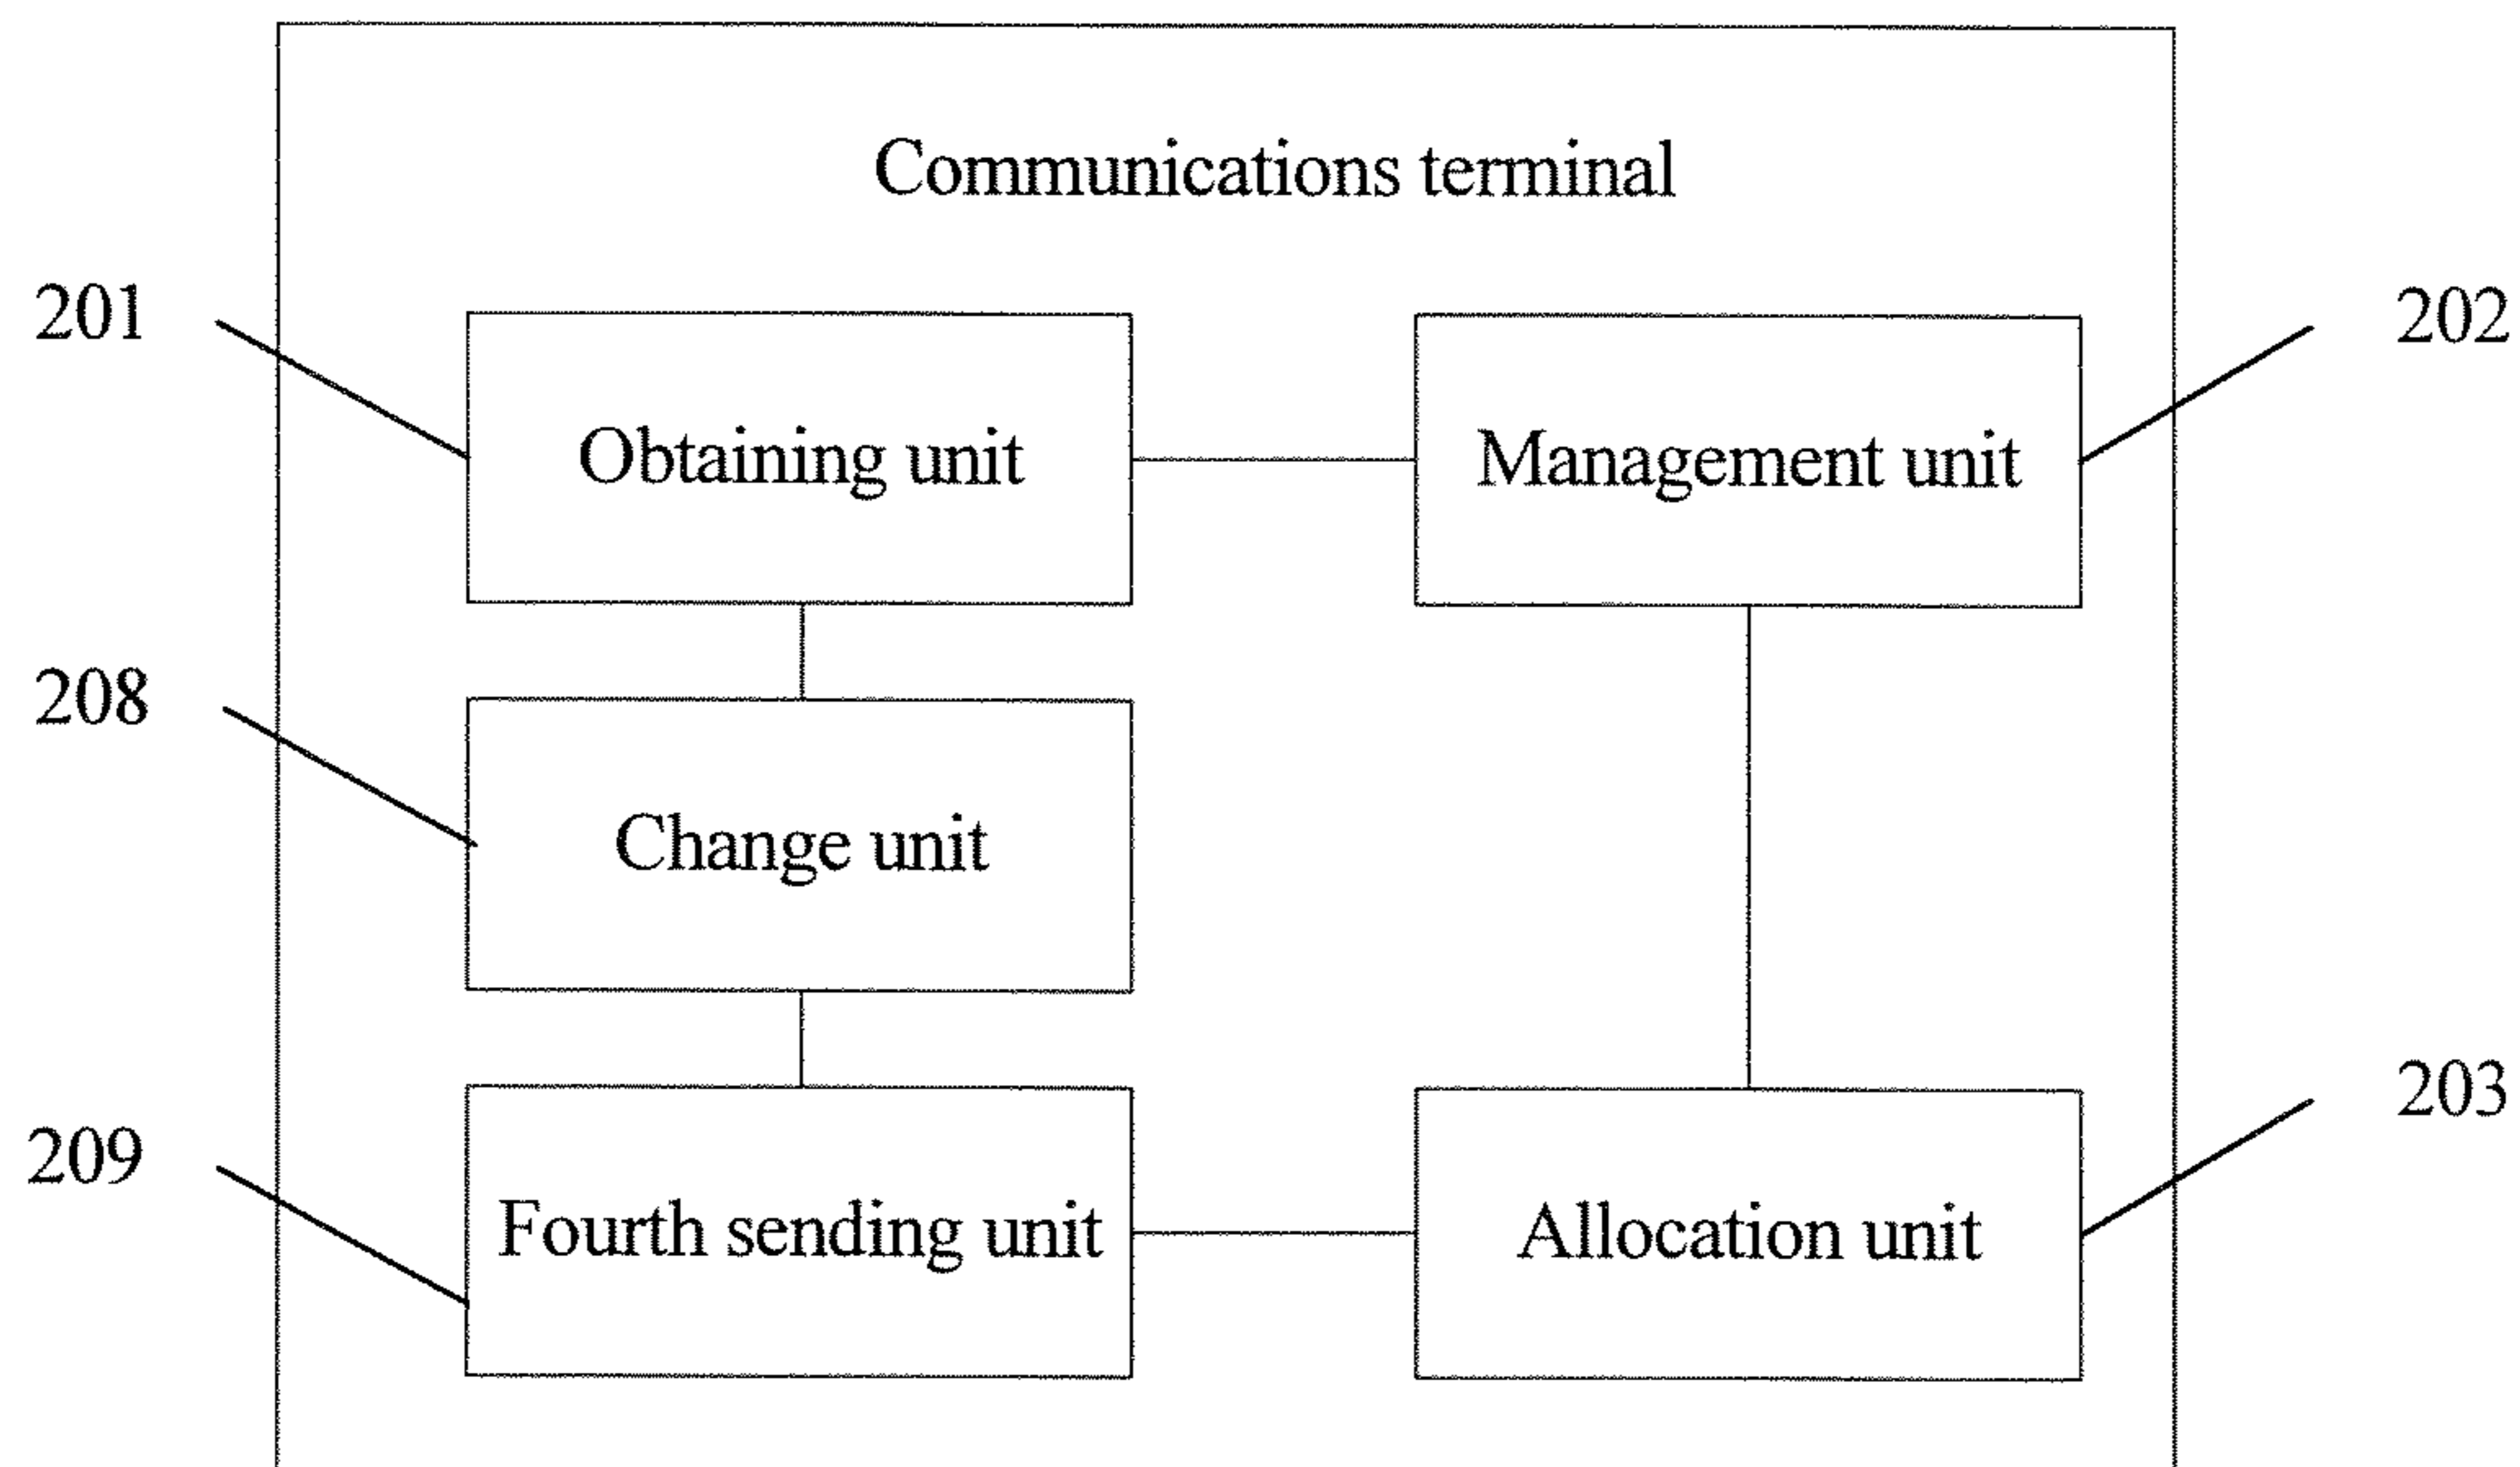 Communications terminal
201
202
Obtaining unit
Management unit
208
Change unit
203
209
Fourth sending unit
Allocation unit